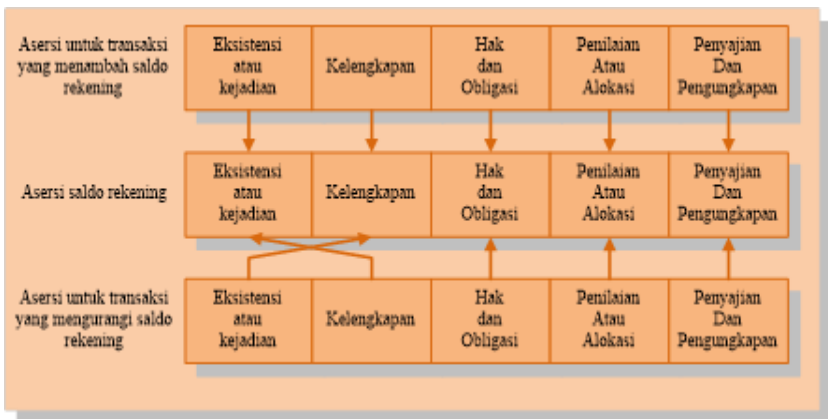 Asersi untuk transaksi
yang menambah saldo
rekening
Eksistensi
atau
kejadian
Kelengkapan
Hak
dan
Obligasi
Penilaian
Atau
Alokasi
Penyajian
Dan
Pengungkapan
Asersi saldo rekening
Eksistensi
atau
kejadian
Kelengkapan
Hak
dan
Obligasi
Penilaian
Atau
Alokasi
Penyajian
Dan
Pengungkapan
Asersi untuk transaksi
yang mengurangi saldo
rekening
Eksistensi
atau
kejadian
Kelengkapan
Hak
dan
Obligasi
Penilaian
Atau
Alokasi
Penyajian
Dan
Pengungkapan